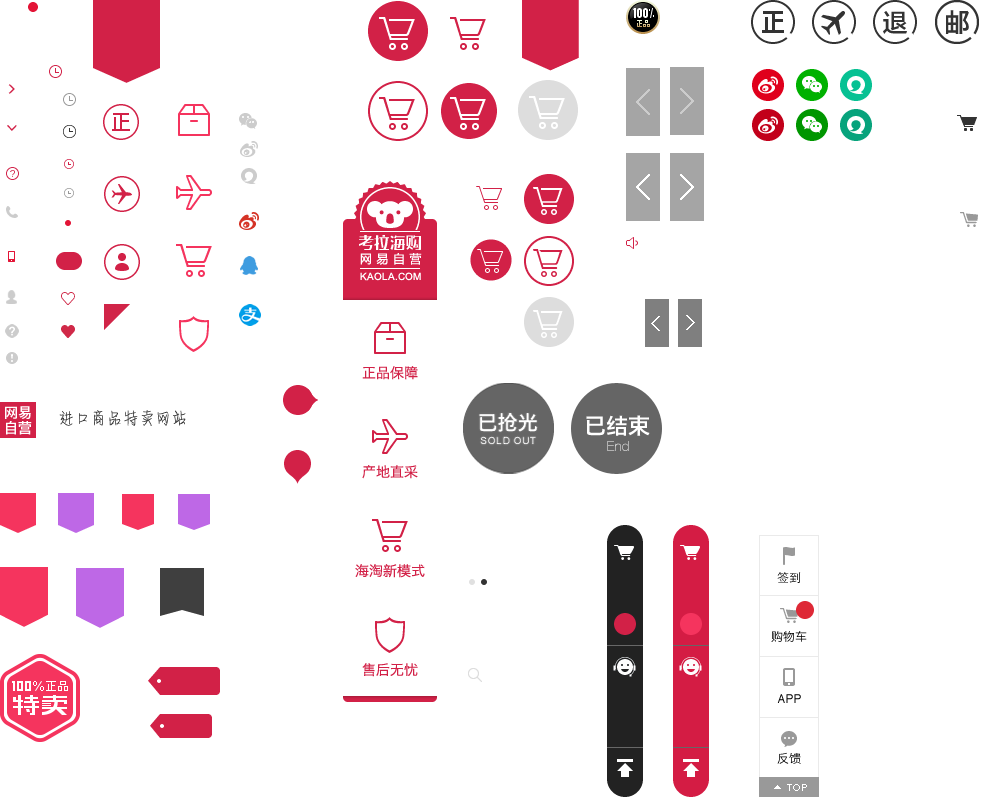 100%
正品
正
退
邮
正
考拉海购
网易自营
KAOLA.COM
正品保障
网易
自营
进口商品特卖网站
已抢光
SOLD OUT
已结束
End
产地直采
海淘新模式
签到
购物车
售后无忧
100%正品
特卖
APP
反馈
TOP